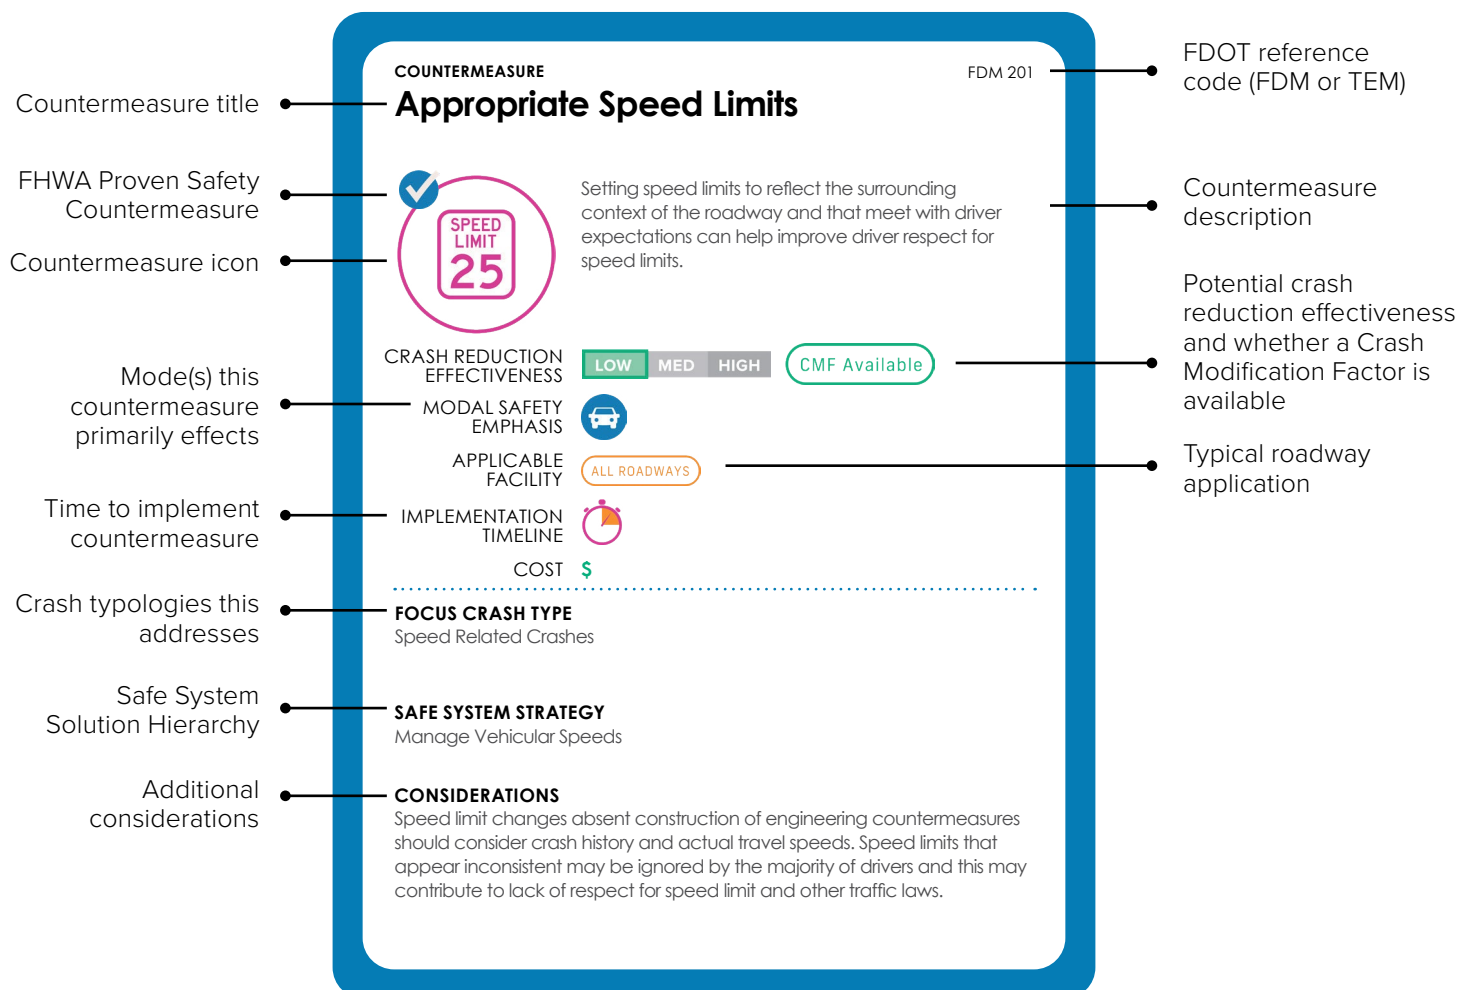 COUNTERMEASURE
FDM 201
Appropriate Speed Limits
FDOT reference
code (FDM or TEM)
Countermeasure title
FHWA Proven Safety
Countermeasure
Countermeasure icon
SPEED
LIMIT
25
Setting speed limits to reflect the surrounding
context of the roadway and that meet with driver
expectations can help improve driver respect for
speed limits.
Countermeasure
description
CRASH REDUCTION
EFFECTIVENESS
LOW MED HIGH
CMF Available
Potential crash
reduction effectiveness
and whether a Crash
Modification Factor is
available
Mode(s) this
countermeasure
primarily effects
MODAL SAFETY
EMPHASIS
APPLICABLE
FACILITY
ALL ROADWAYS
Typical roadway
application
Time to implement
countermeasure
IMPLEMENTATION
TIMELINE
COST $
Crash typologies this
addresses
FOCUS CRASH TYPE
Speed Related Crashes
Safe System
Solution Hierarchy
SAFE SYSTEM STRATEGY
Manage Vehicular Speeds
Additional
considerations
CONSIDERATIONS
Speed limit changes absent construction of engineering countermeasures
should consider crash history and actual travel speeds. Speed limits that
appear inconsistent may be ignored by the majority of drivers and this may
contribute to lack of respect for speed limit and other traffic laws.